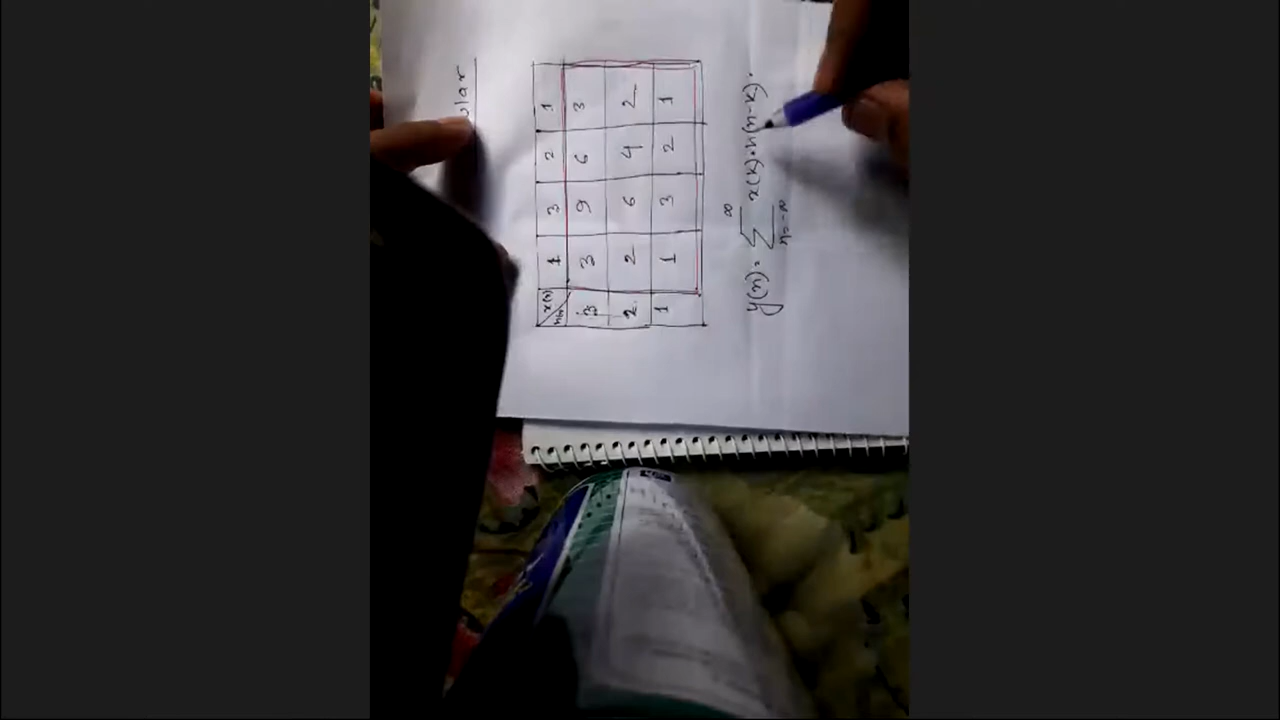 ular
x(n) h(n) 1 3 2 1
3 3 9 6 3
2 2 6 4 2
1 1 3 2 1
y(n) = ∞ ∑ n=-∞ x(k)·h(n-k).